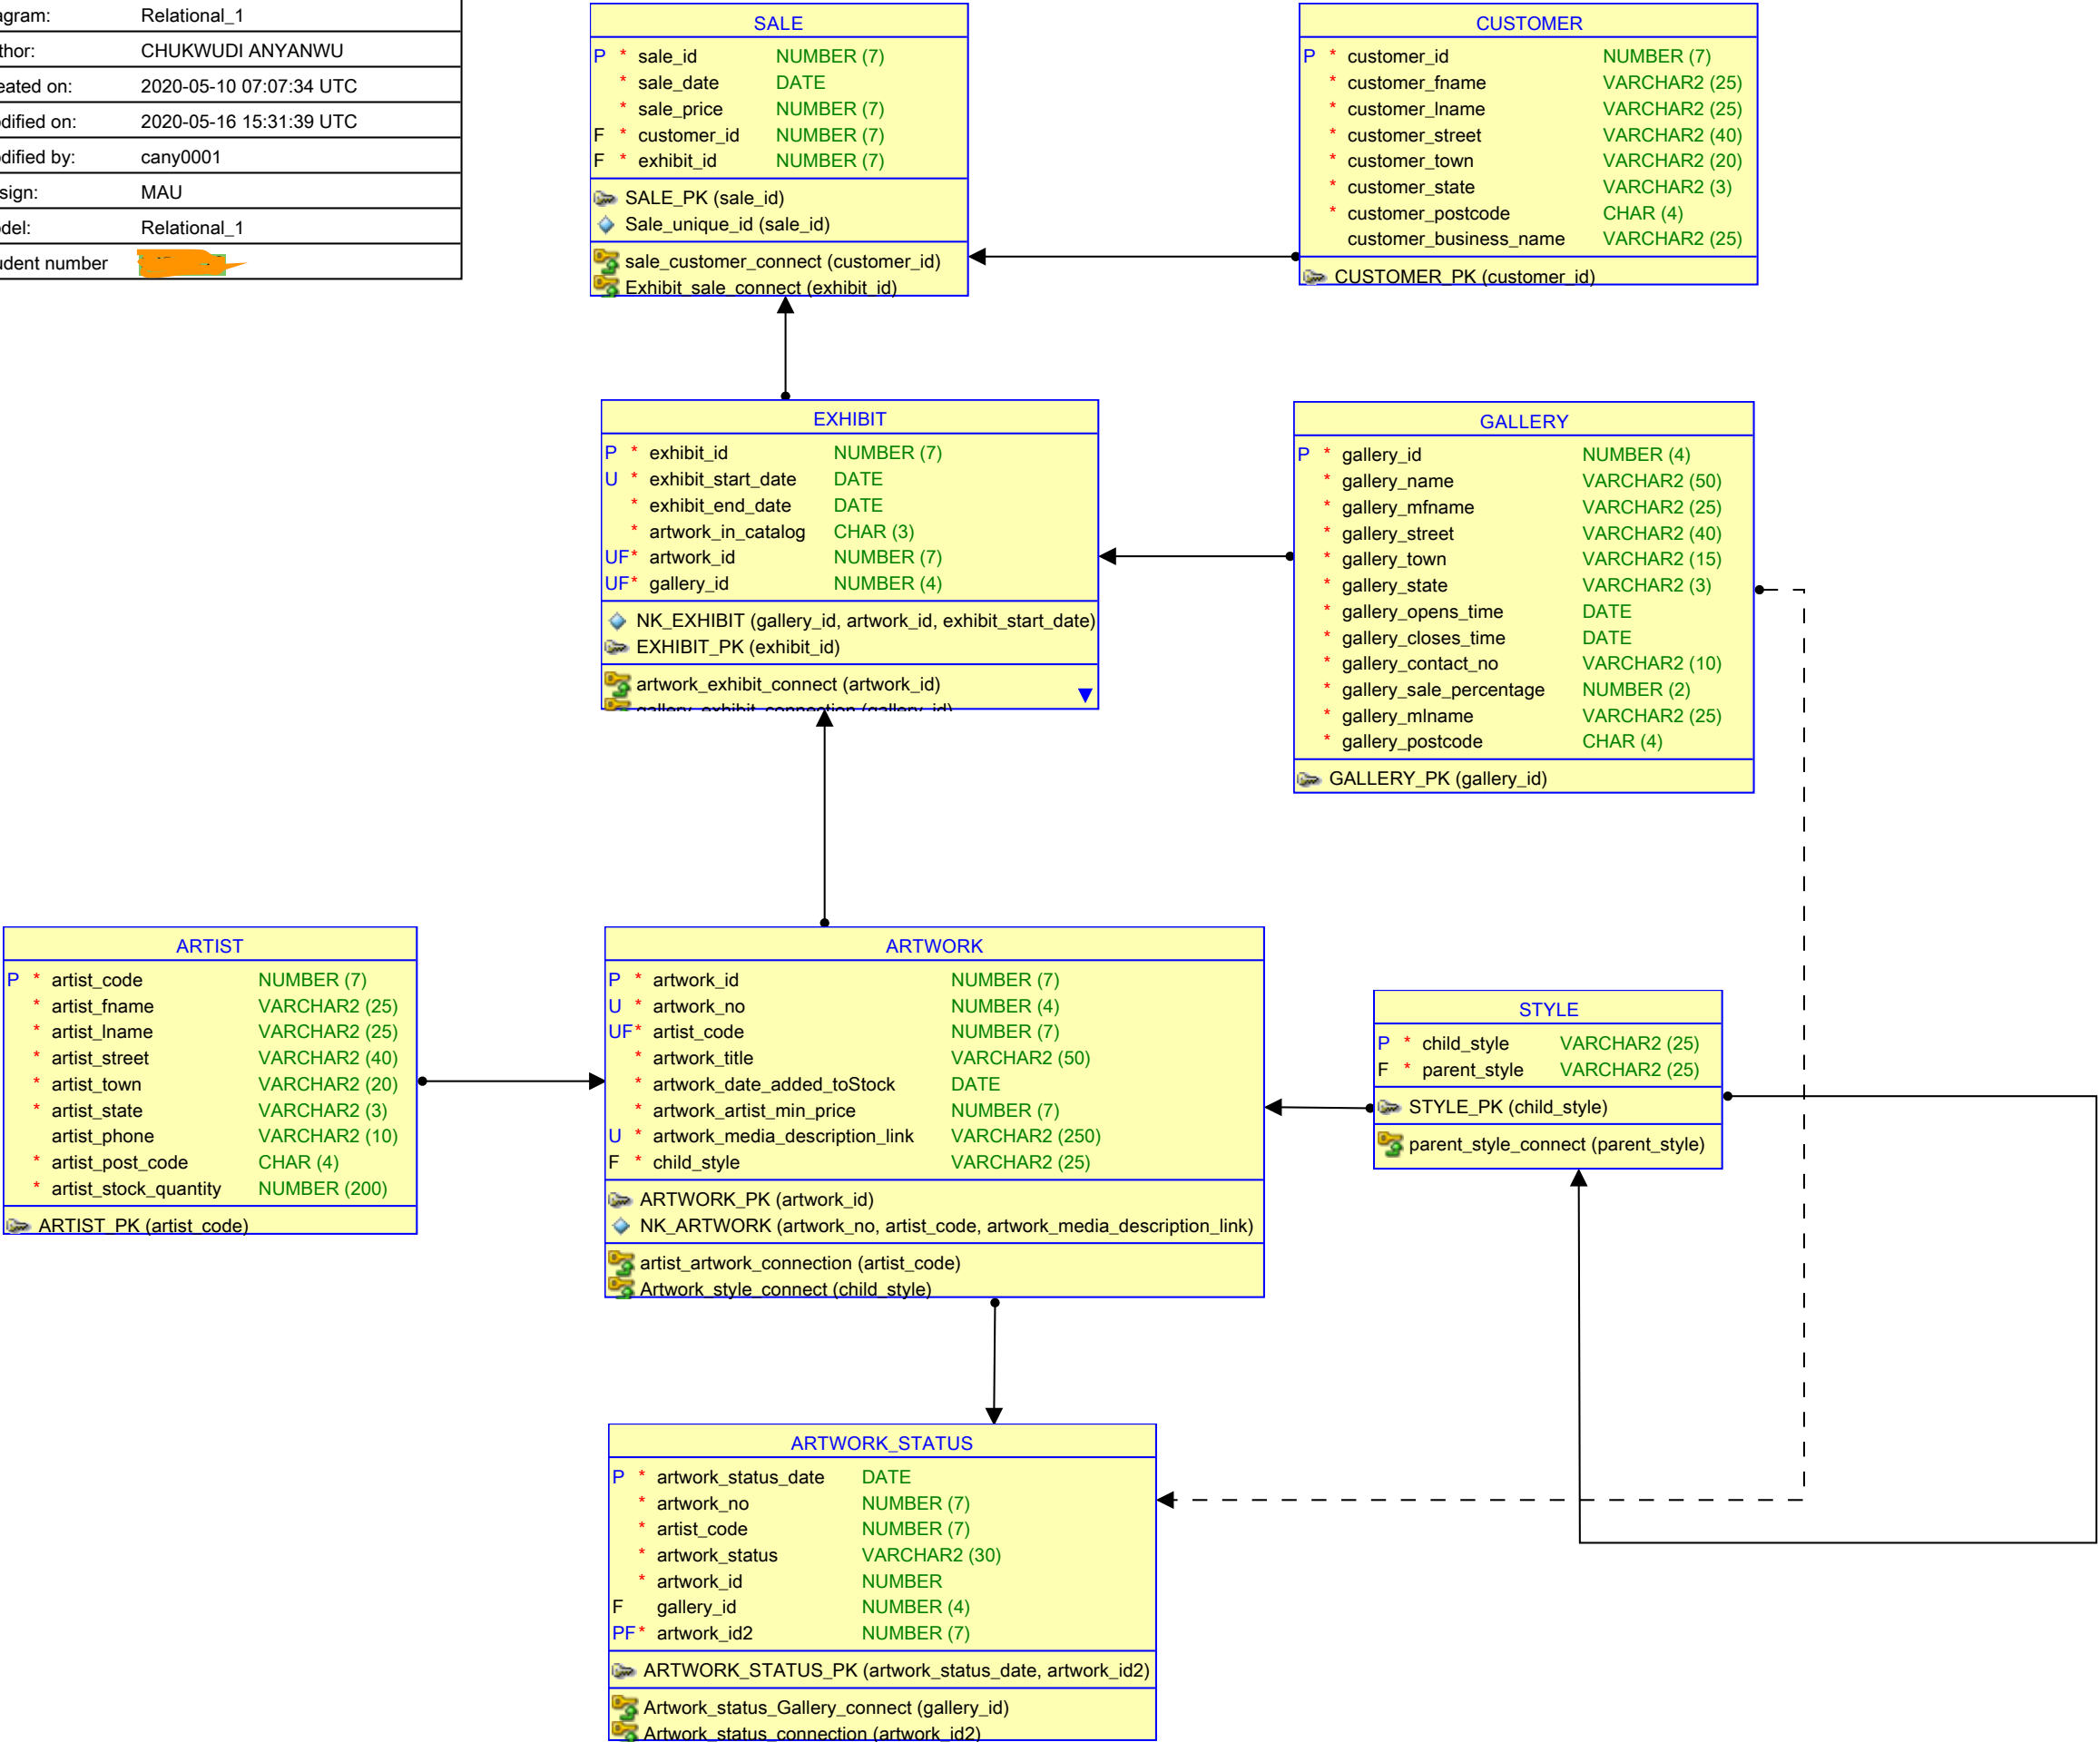 agram: Relational_1
thor: CHUKWUDI ANYANWU
eated on: 2020-05-10 07:07:34 UTC
dified on: 2020-05-16 15:31:39 UTC
dified by: cany0001
sign: MAU
odel: Relational_1
udent number
SALE
P * sale_id NUMBER (7)
* sale_date DATE
* sale_price NUMBER (7)
F * customer_id NUMBER (7)
F * exhibit_id NUMBER (7)
SALE_PK (sale_id)
Sale_unique_id (sale_id)
sale_customer_connect (customer_id)
Exhibit_sale_connect (exhibit_id)
CUSTOMER
P * customer_id NUMBER (7)
* customer_fname VARCHAR2 (25)
* customer_lname VARCHAR2 (25)
* customer_street VARCHAR2 (40)
* customer_town VARCHAR2 (20)
* customer_state VARCHAR2 (3)
* customer_postcode CHAR (4)
customer_business_name VARCHAR2 (25)
CUSTOMER_PK (customer_id)
EXHIBIT
P * exhibit_id NUMBER (7)
U * exhibit_start_date DATE
* exhibit_end_date DATE
* artwork_in_catalog CHAR (3)
UF* artwork_id NUMBER (7)
UF* gallery_id NUMBER (4)
NK_EXHIBIT (gallery_id, artwork_id, exhibit_start_date)
EXHIBIT_PK (exhibit_id)
artwork_exhibit_connect (artwork_id)
gallery_exhibit_connection (gallery_id)
GALLERY
P * gallery_id NUMBER (4)
* gallery_name VARCHAR2 (50)
* gallery_mfname VARCHAR2 (25)
* gallery_street VARCHAR2 (40)
* gallery_town VARCHAR2 (15)
* gallery_state VARCHAR2 (3)
* gallery_opens_time DATE
* gallery_closes_time DATE
* gallery_contact_no VARCHAR2 (10)
* gallery_sale_percentage NUMBER (2)
* gallery_mlname VARCHAR2 (25)
* gallery_postcode CHAR (4)
GALLERY_PK (gallery_id)
ARTIST
P * artist_code NUMBER (7)
* artist_fname VARCHAR2 (25)
* artist_lname VARCHAR2 (25)
* artist_street VARCHAR2 (40)
* artist_town VARCHAR2 (20)
* artist_state VARCHAR2 (3)
artist_phone VARCHAR2 (10)
* artist_post_code CHAR (4)
* artist_stock_quantity NUMBER (200)
ARTIST_PK (artist_code)
ARTWORK
P * artwork_id NUMBER (7)
U * artwork_no NUMBER (4)
UF* artist_code NUMBER (7)
* artwork_title VARCHAR2 (50)
* artwork_date_added_toStock DATE
* artwork_artist_min_price NUMBER (7)
U * artwork_media_description_link VARCHAR2 (250)
F * child_style VARCHAR2 (25)
ARTWORK_PK (artwork_id)
NK_ARTWORK (artwork_no, artist_code, artwork_media_description_link)
artist_artwork_connection (artist_code)
Artwork_style_connect (child_style)
STYLE
P * child_style VARCHAR2 (25)
F * parent_style VARCHAR2 (25)
STYLE_PK (child_style)
parent_style_connect (parent_style)
ARTWORK_STATUS
P * artwork_status_date DATE
* artwork_no NUMBER (7)
* artist_code NUMBER (7)
* artwork_status VARCHAR2 (30)
* artwork_id NUMBER
F gallery_id NUMBER (4)
PF* artwork_id2 NUMBER (7)
ARTWORK_STATUS_PK (artwork_status_date, artwork_id2)
Artwork_status_Gallery_connect (gallery_id)
Artwork_status_connection (artwork_id2)